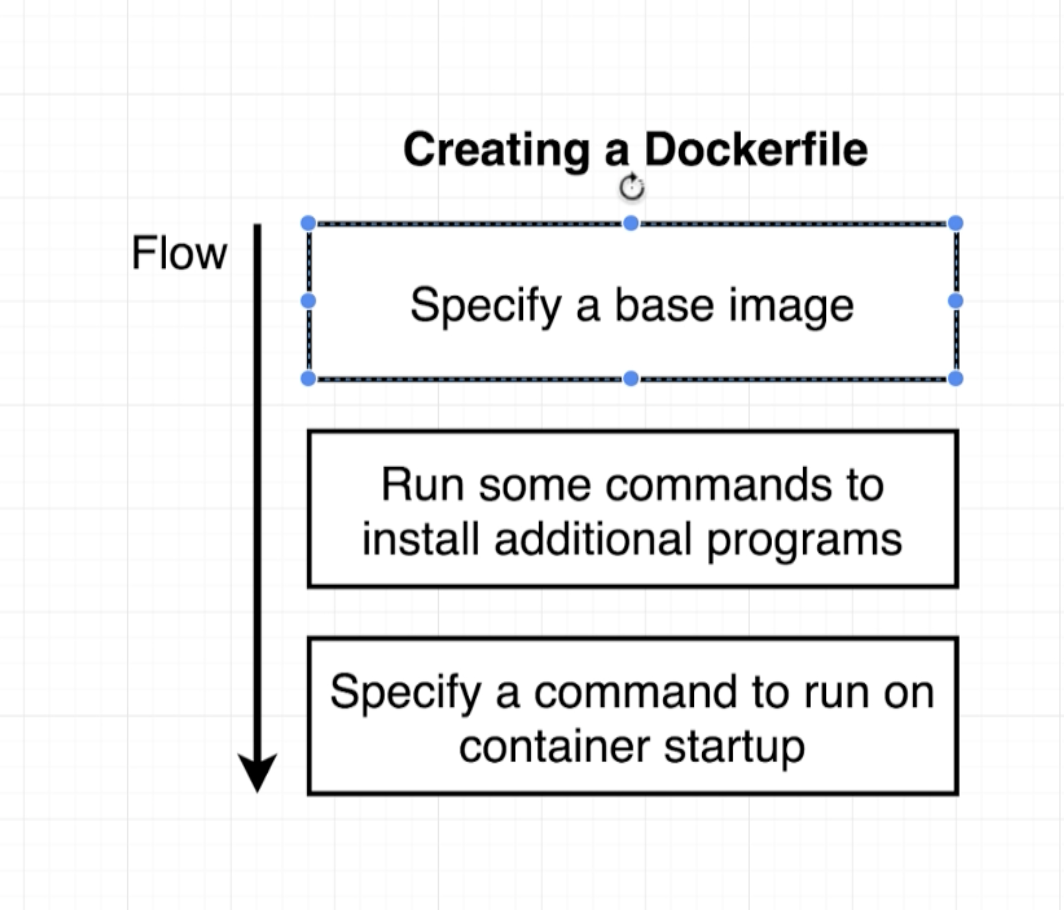 Creating a Dockerfile
Flow
Specify a base image
Run some commands to
install additional programs
Specify a command to run on
container startup